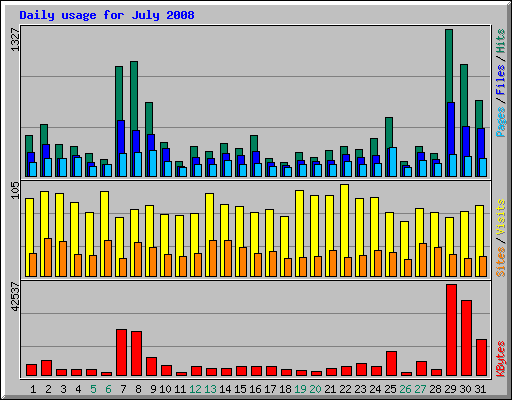 Daily usage for July 2008
1327
Pages / Files / Hits
105
Sites / Visits
42537
KBytes
1 2 3 4 5 6 7 8 9 10 11 12 13 14 15 16 17 18 19 20 21 22 23 24 25 26 27 28 29 30 31